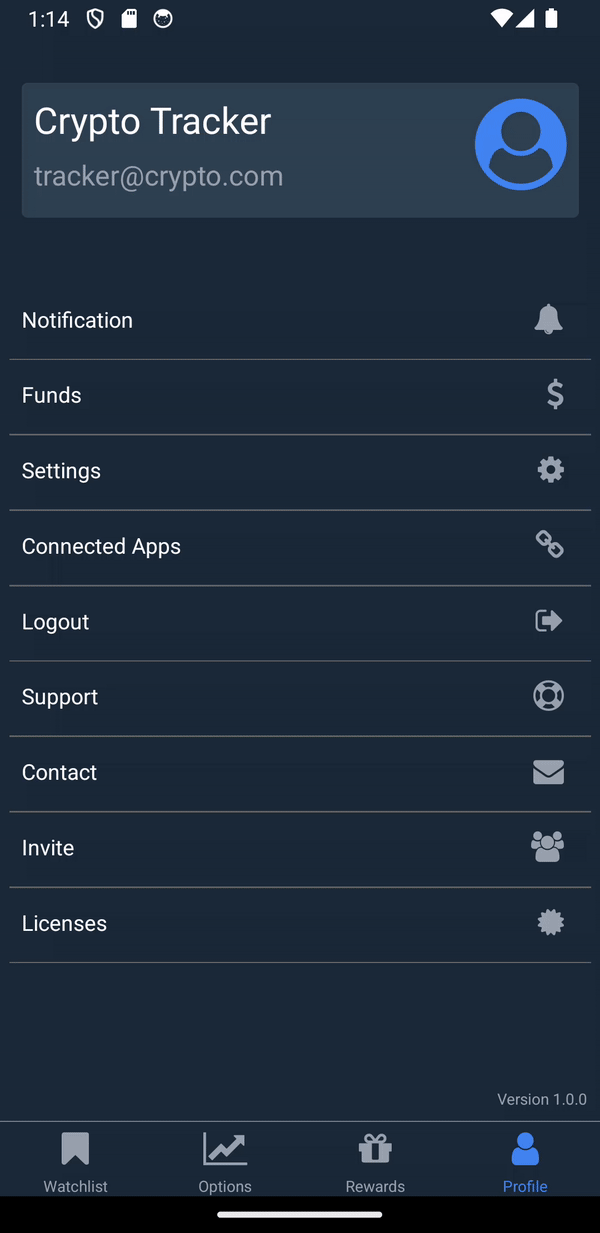 1:14
Crypto Tracker
tracker@crypto.com
Notification
Funds
Settings
Connected Apps
Logout
Support
Contact
Invite
Licenses
Version 1.0.0
Watchlist
Options
Rewards
Profile